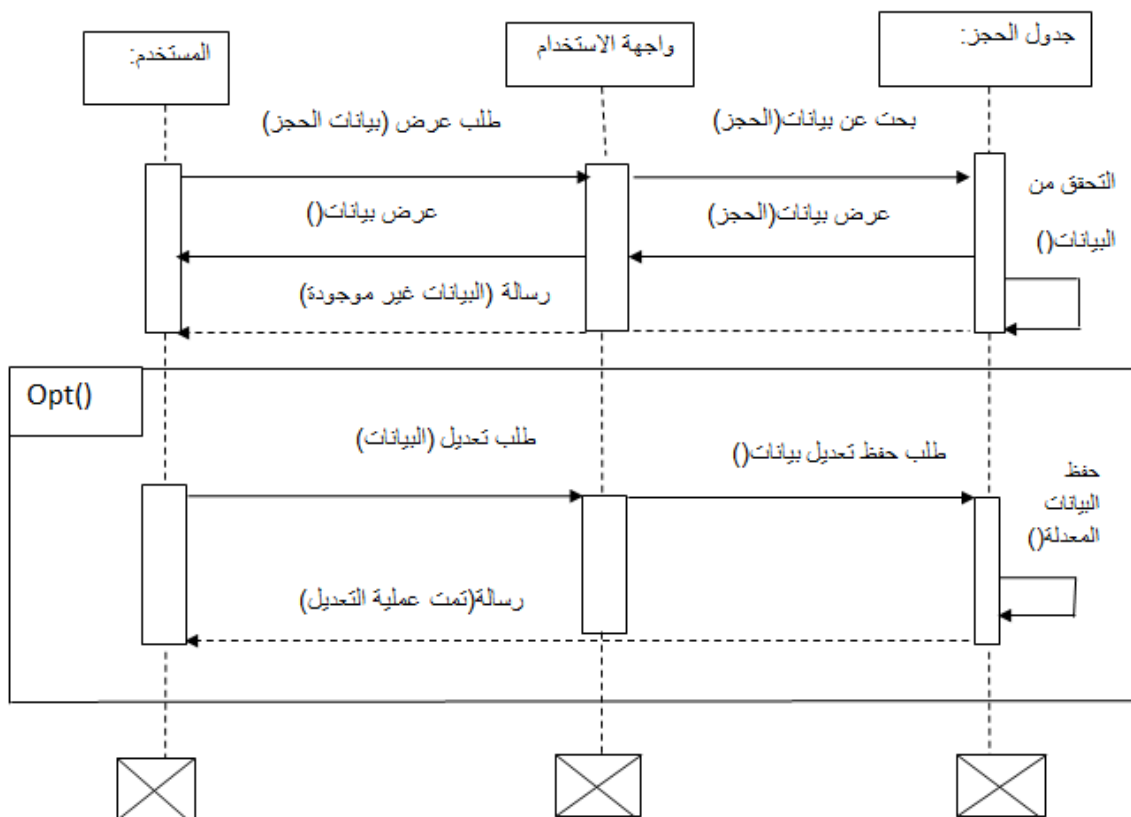 المستخدم:
واجهة الاستخدام
جدول الحجز:
طلب عرض (بيانات الحجز)
بحت عن بيانات(الحجز)
التحقق من
البيانات()
عرض بيانات()
عرض بيانات(الحجز)
رسالة (البيانات غير موجودة)
Opt()
طلب تعديل (البيانات)
طلب حفظ تعديل بيانات()
حفظ
البيانات
المعدلة()
رسالة(تمت عملية التعديل)